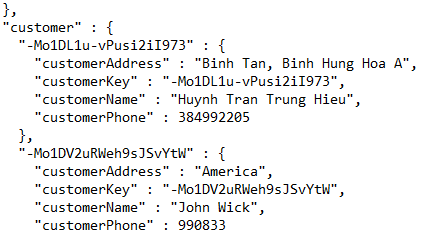 },
"customer" : {
"-Mo1DL1u-vPusi2iI973" : {
"customerAddress" : "Binh Tan, Binh Hung Hoa A",
"customerKey" : "-Mo1DL1u-vPusi2iI973",
"customerName" : "Huynh Tran Trung Hieu",
"customerPhone" : 384992205
},
"-Mo1DV2uRWeh9sJSvYtW" : {
"customerAddress" : "America",
"customerKey" : "-Mo1DV2uRWeh9sJSvYtW",
"customerName" : "John Wick",
"customerPhone" : 990833